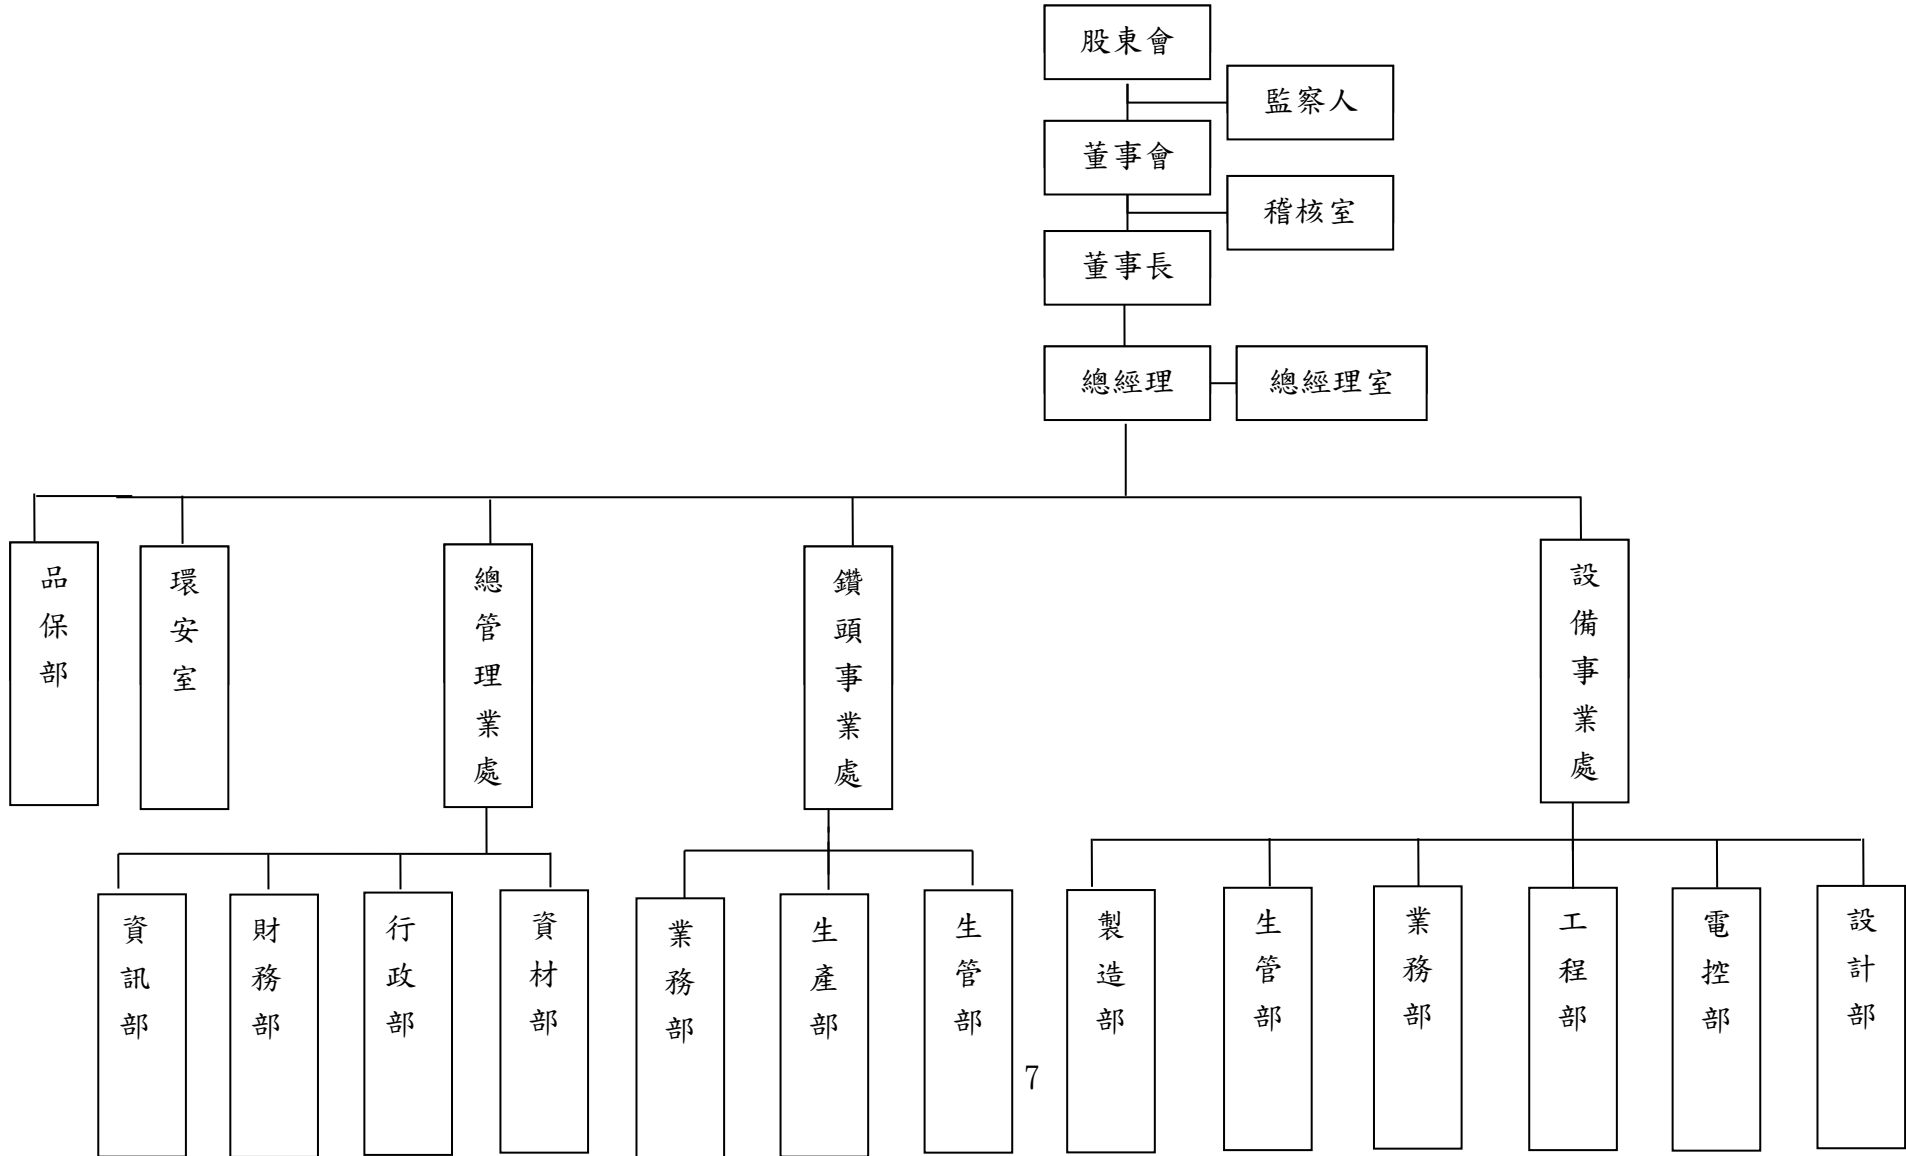 股東會
監察人
董事會
稽核室
董事長
總經理
總經理室
品保部
環安室
總管理業處
鑽頭事業處
設備事業處
資訊部
財務部
行政部
資材部
業務部
生產部
生管部
製造部
生管部
業務部
工程部
電控部
設計部
7